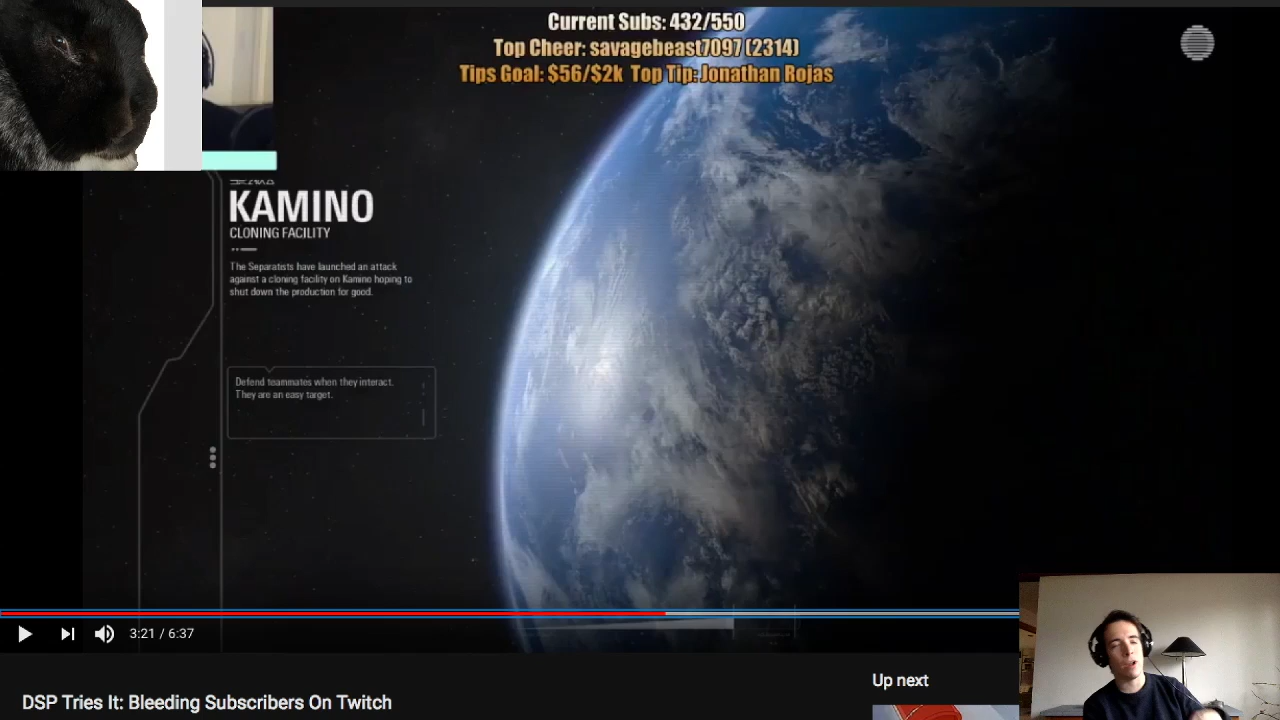 Current Subs: 432/550
Top Cheer: savagebeast7097 (2314)
Tips Goal: $56/$2k Top Tip: Jonathan Rojas
KAMINO
CLONING FACILITY
The Separatists have launched an attack
against a cloning facility on Kamino hoping to
shut down the production for good.
Defend teammates when they interact.
They are an easy target.
3:21 / 6:37
DSP Tries It: Bleeding Subscribers On Twitch
Up next